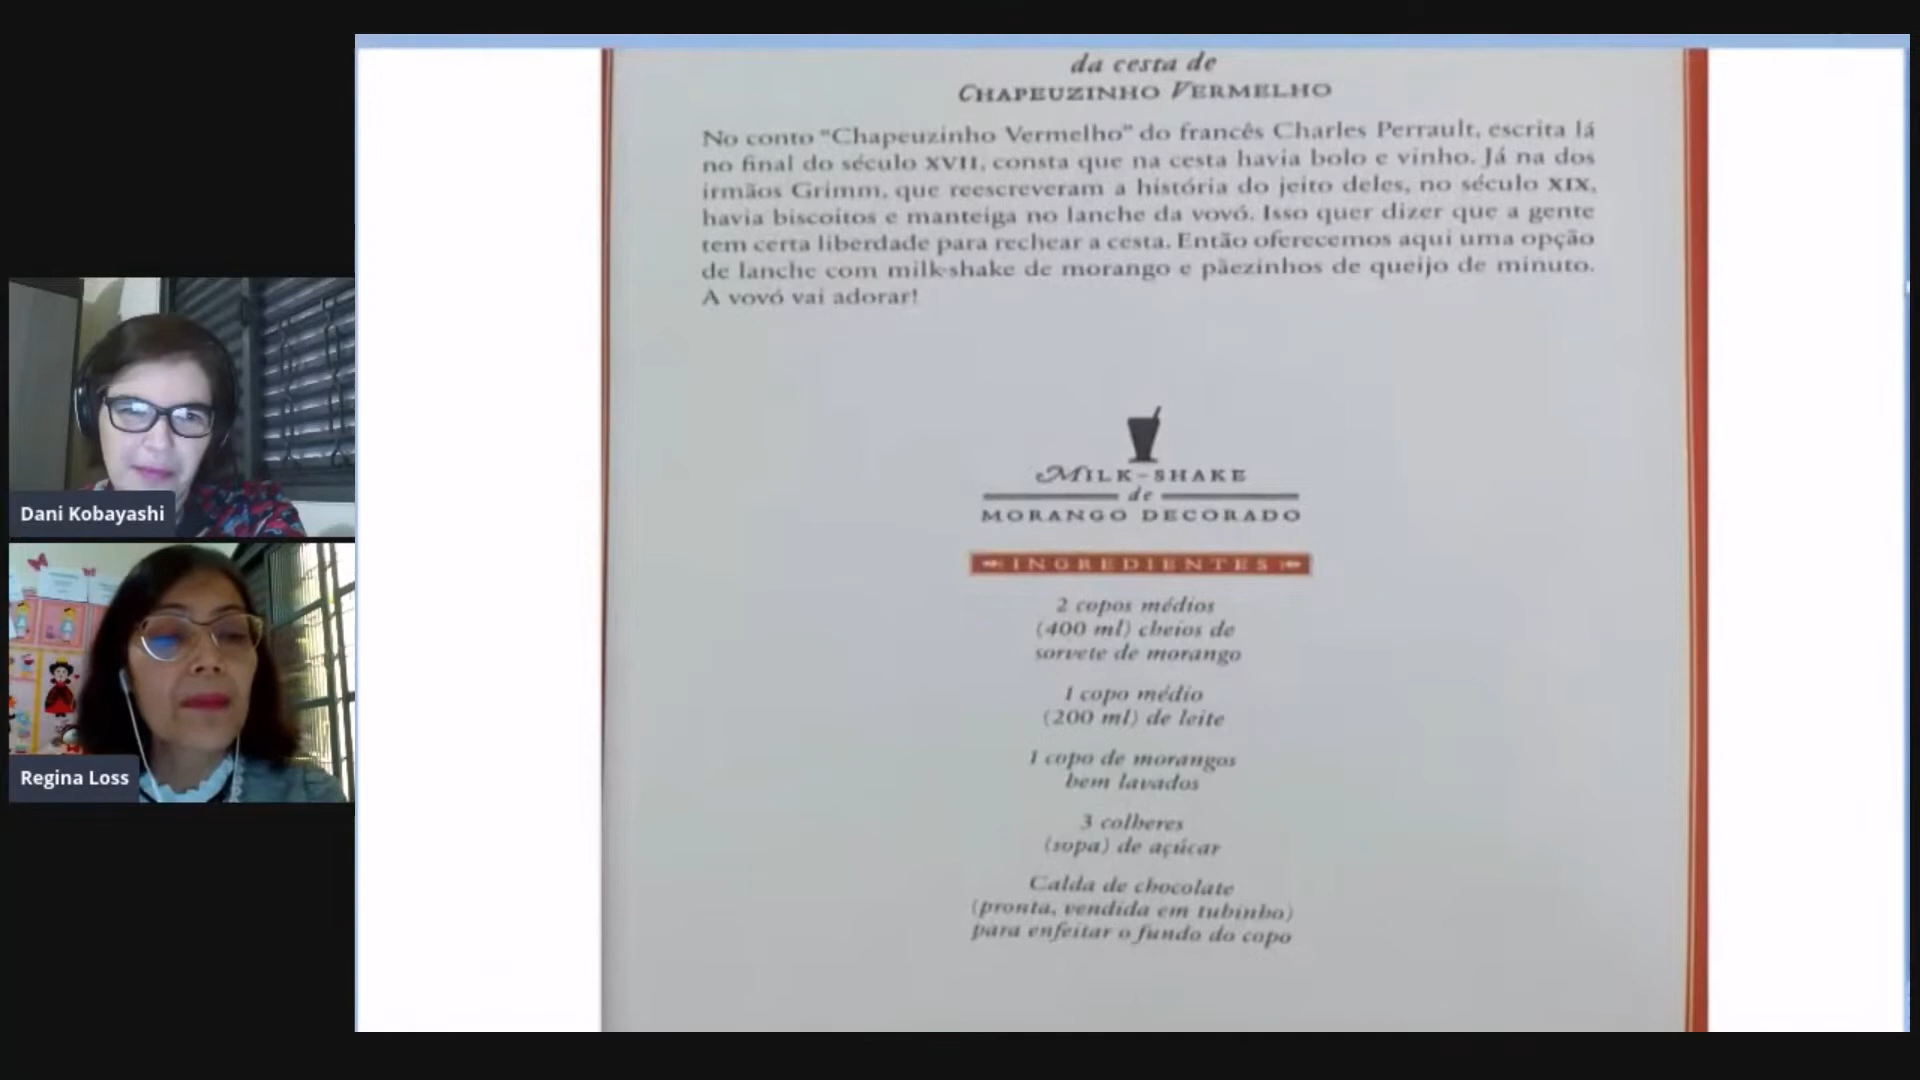 da cesta de
CHAPEUZINHO VERMELHO
No conto "Chapeuzinho Vermelho" do francês Charles Perrault, escrita lá
no final do século XVII, consta que na cesta havia bolo e vinho. Já na dos
irmãos Grimm, que reescreveram a história do jeito deles, no século XIX,
havia biscoitos e manteiga no lanche da vovó. Isso quer dizer que a gente
tem certa liberdade para rechear a cesta. Então oferecemos aqui uma opção
de lanche com milk-shake de morango e pãezinhos de queijo de minuto.
A vovó vai adorar!
MILK-SHAKE
de
MORANGO DECORADO
INGREDIENTES
2 copos médios
(400 ml) cheios de
sorvete de morango
1 copo médio
(200 ml) de leite
1 copo de morangos
bem lavados
3 colheres
(sopa) de açúcar
Calda de chocolate
(pronta, vendida em tubinho)
para enfeitar o fundo do copo
Dani Kobayashi
Regina Loss